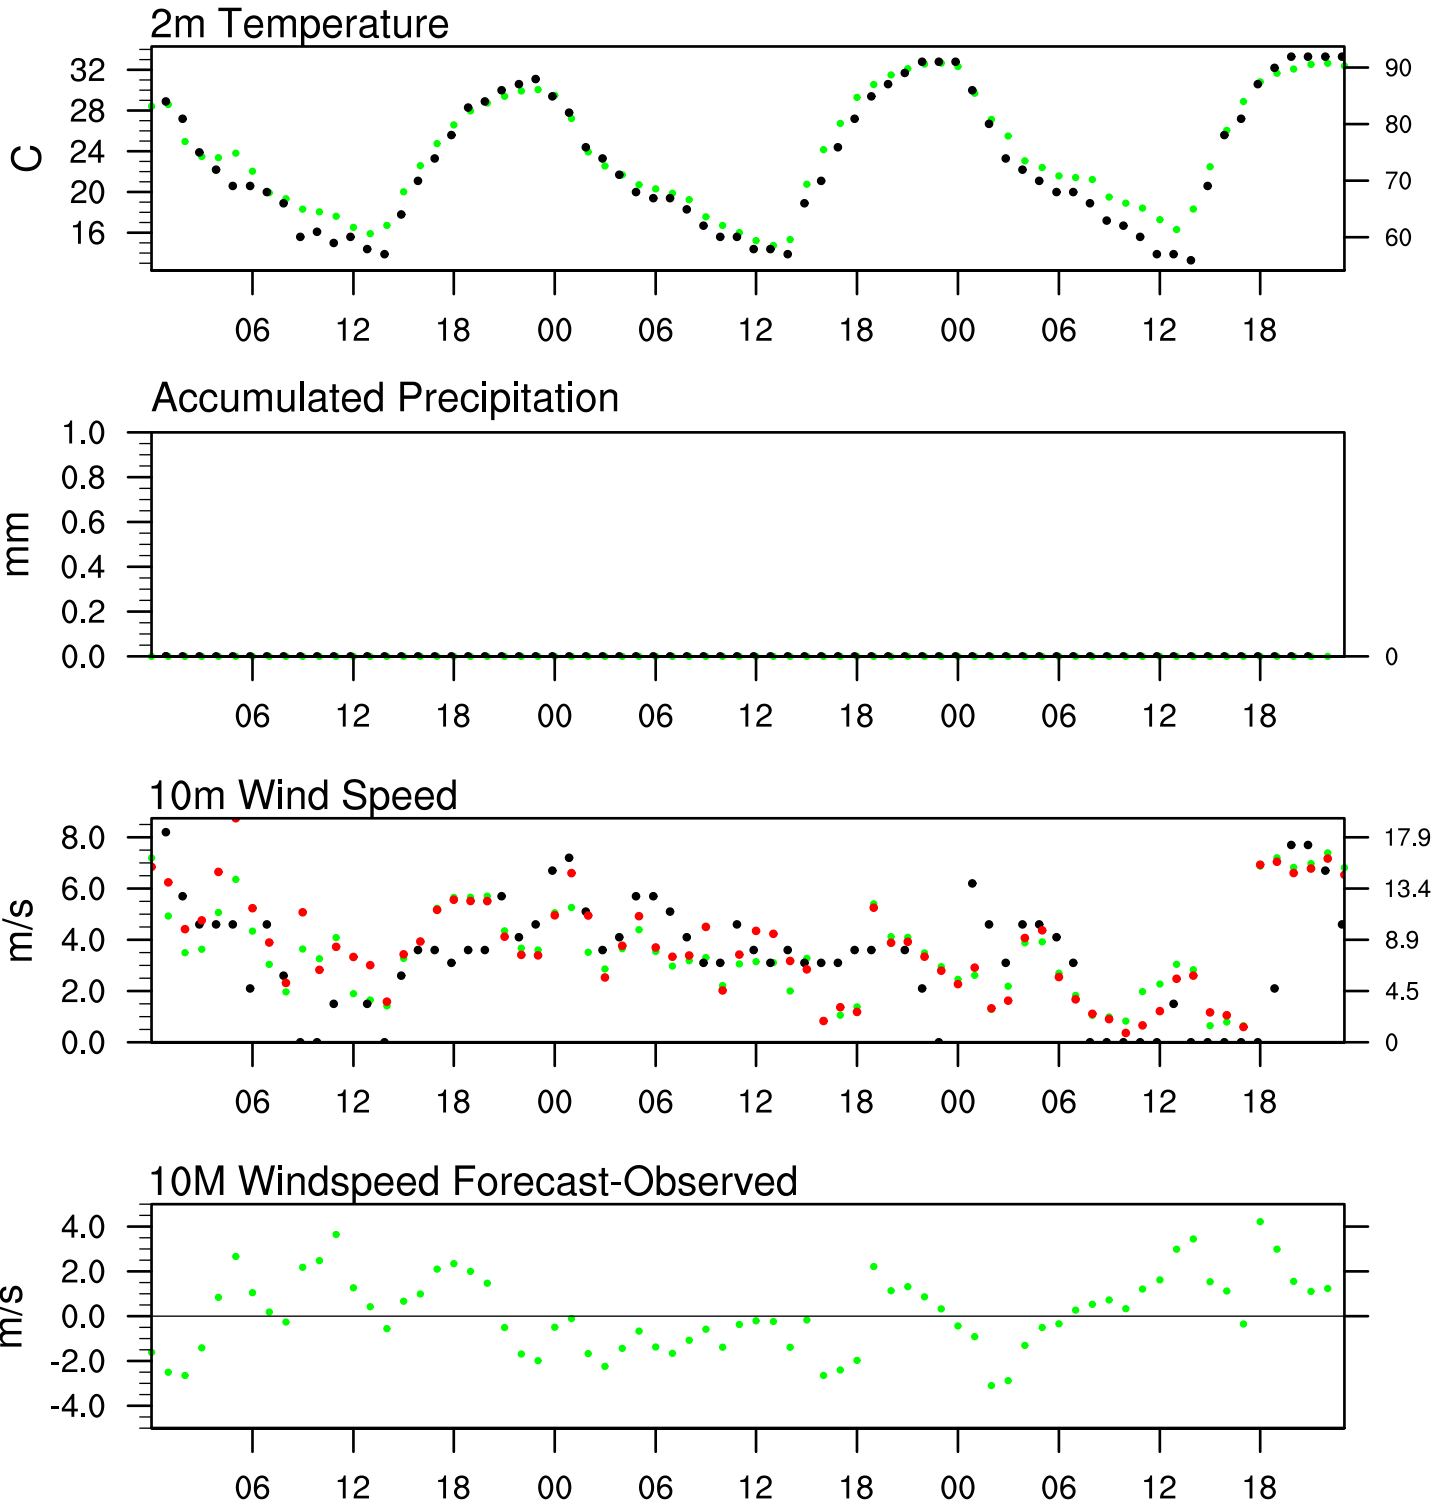 2m Temperature
32
28
24
20
16
C
90
80
70
60
06 12 18 00 06 12 18 00 06 12 18
Accumulated Precipitation
1.0
0.8
0.6
0.4
0.2
0.0
mm
0
06 12 18 00 06 12 18 00 06 12 18
10m Wind Speed
8.0
6.0
4.0
2.0
0.0
m/s
17.9
13.4
8.9
4.5
0
06 12 18 00 06 12 18 00 06 12 18
10M Windspeed Forecast-Observed
4.0
2.0
0.0
-2.0
-4.0
m/s
06 12 18 00 06 12 18 00 06 12 18